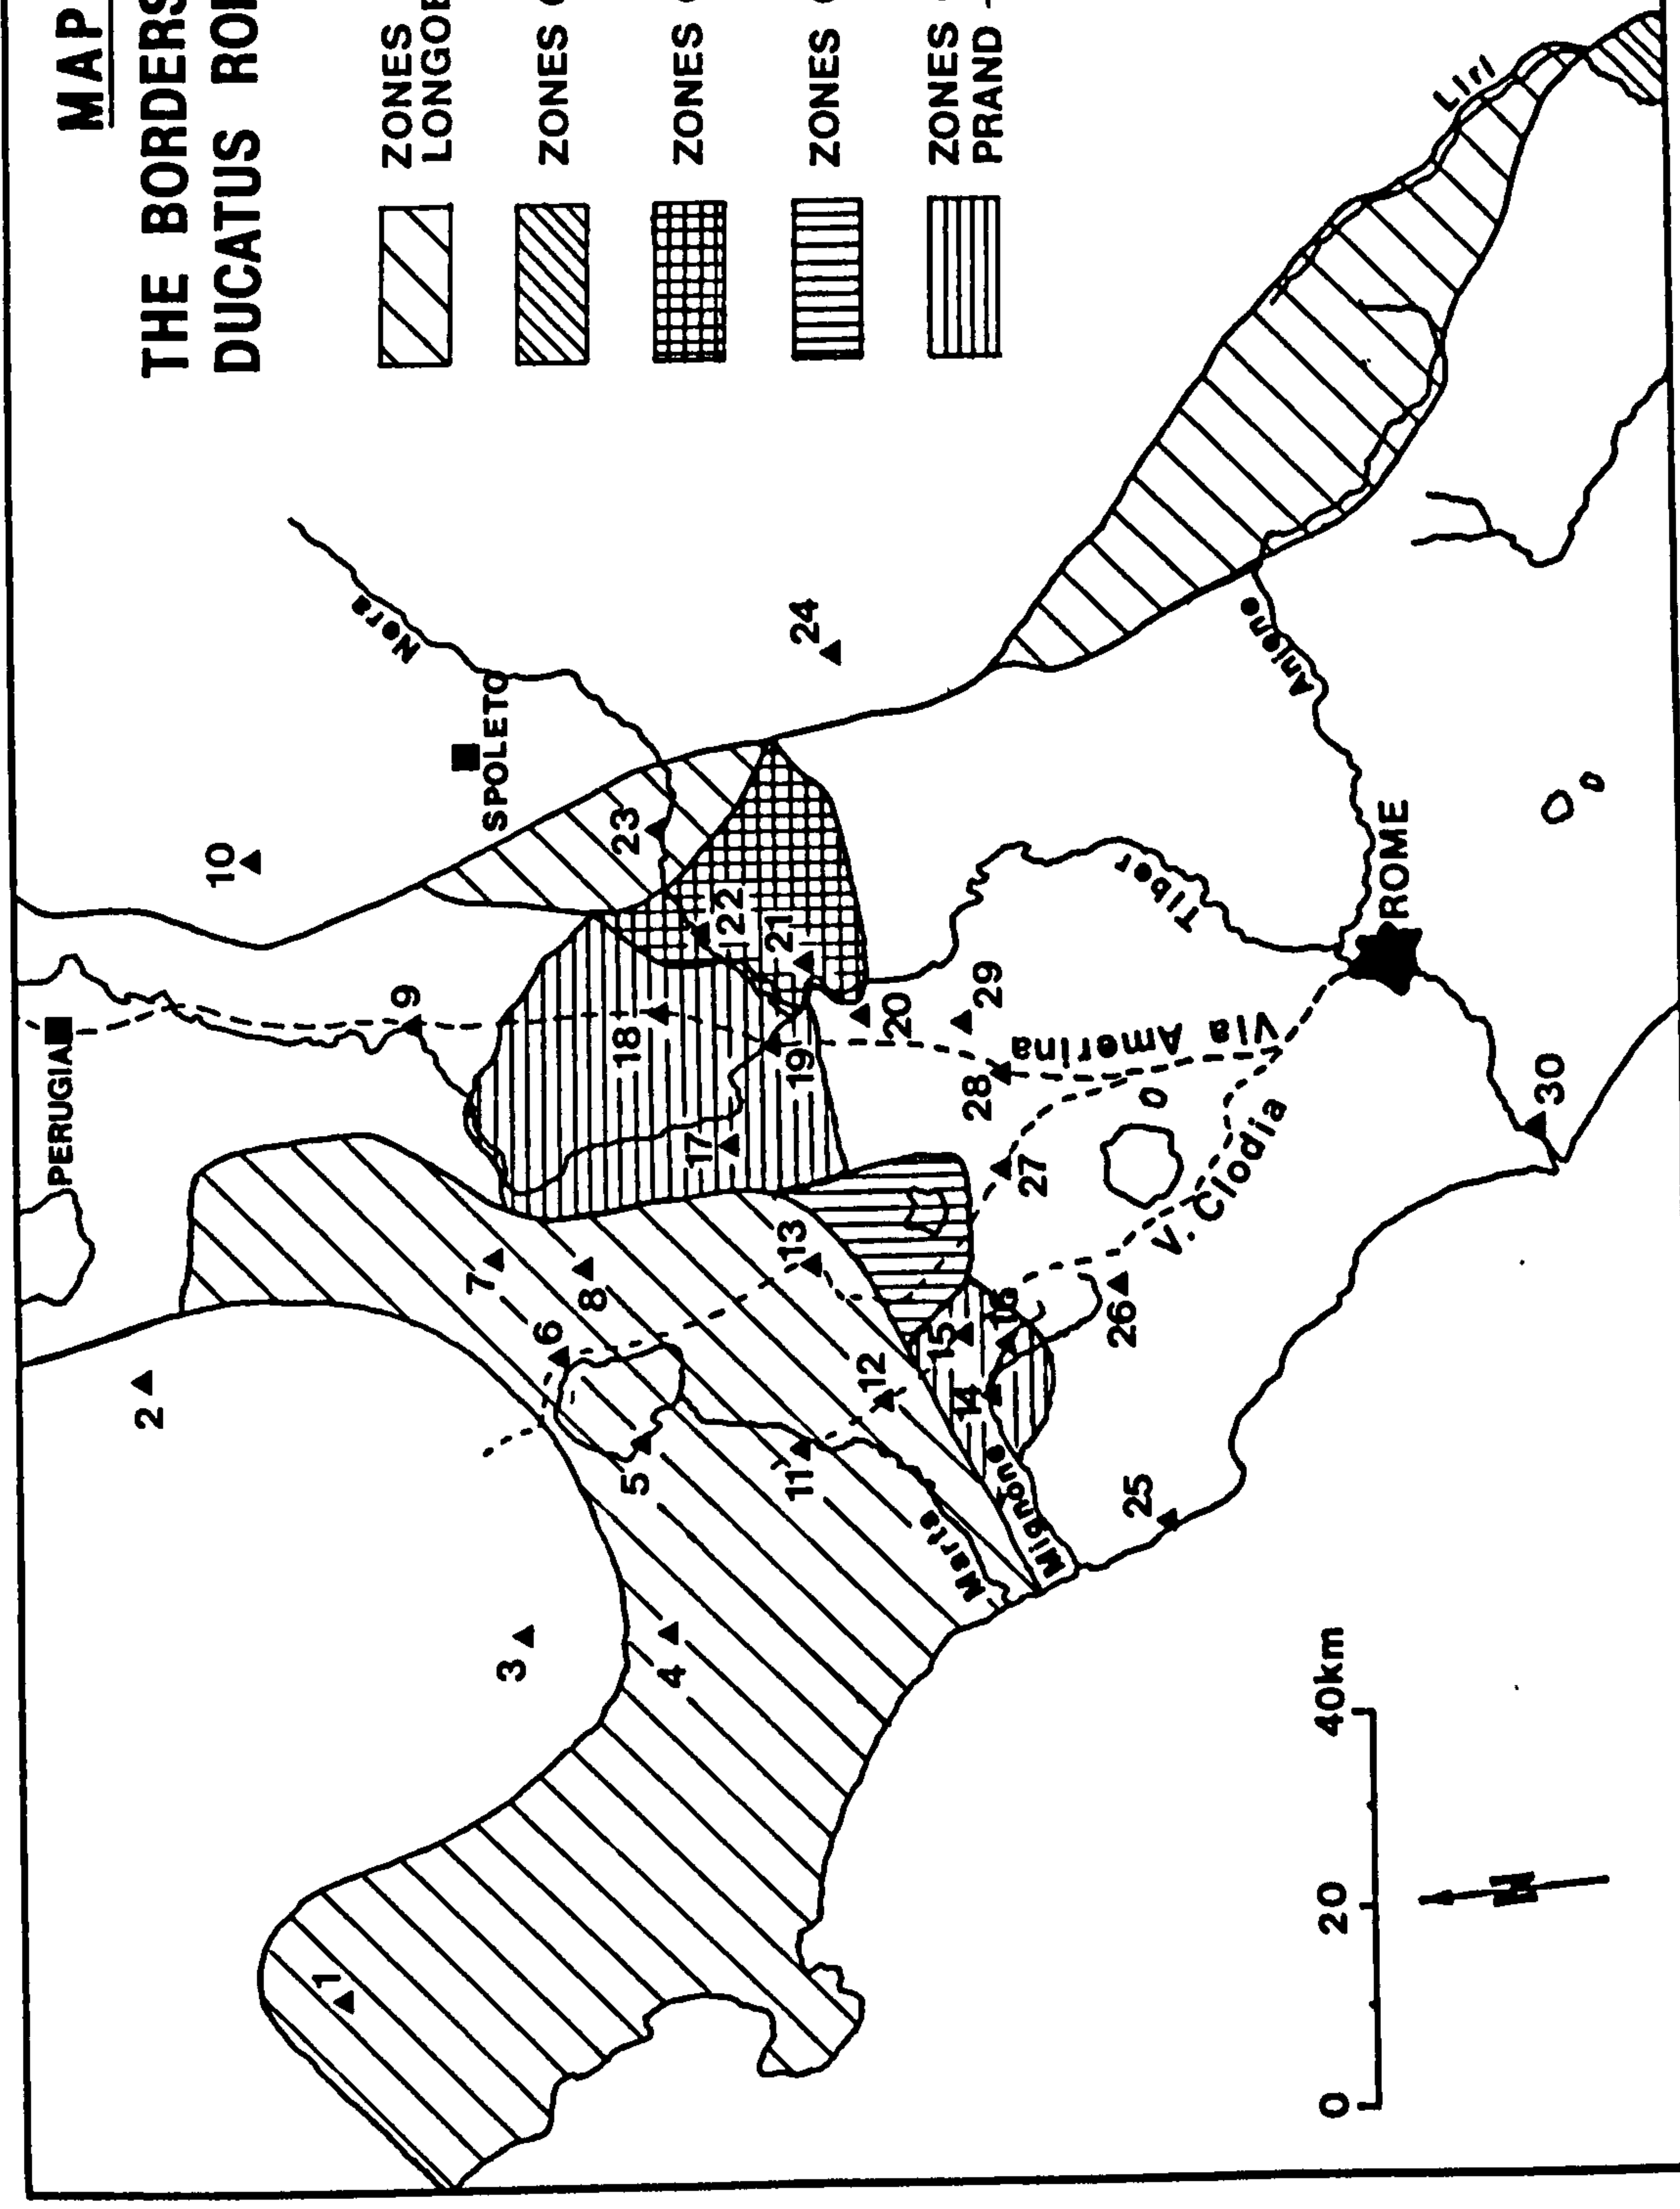 MAP
THE BORDERS
DUCATUS
ZONES
ZONES
ZONES
ZONES
ZONES
PRAND
PERUGIA
SPOLETO
ROME
Nera
Liri
Aniene
Tiber
Via Amerina
V. Clodia
Marta
Mignone
1
2
3
4
5
6
7
8
9
10
11
12
13
14
15
16
17
18
19
20
21
22
23
24
25
26
27
28
29
30
0 20 40km
N